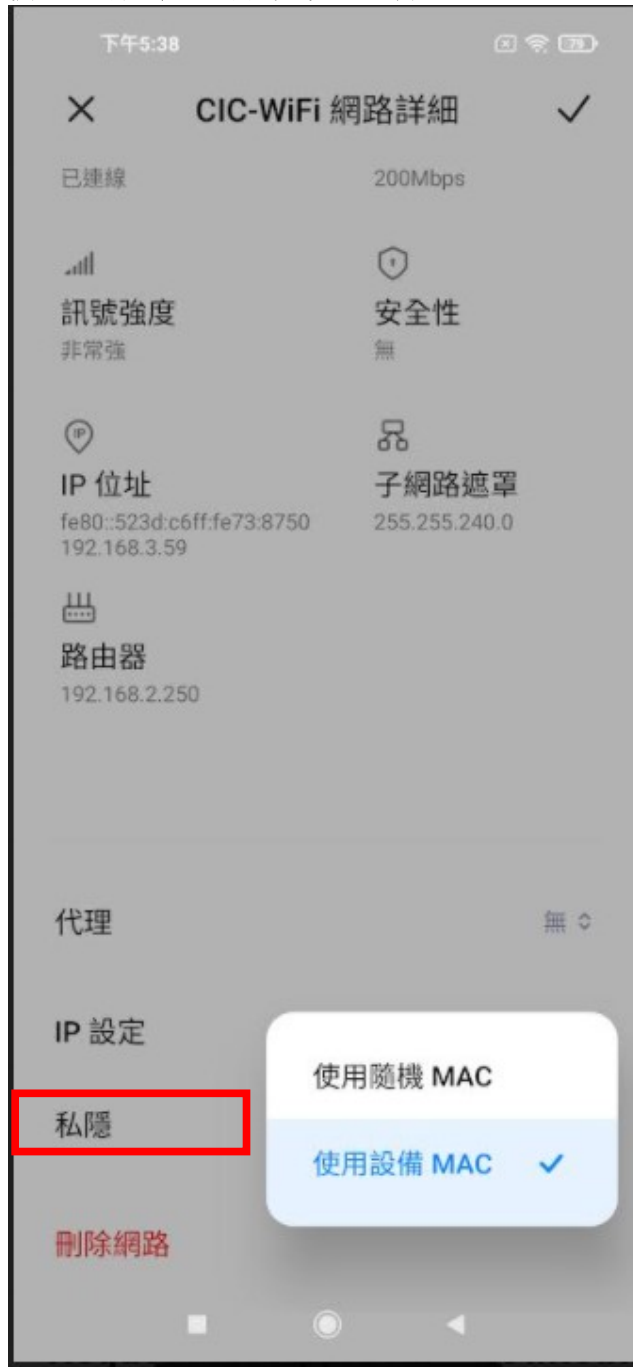 下午5:38
79
CIC-WiFi 網路詳細
已連線
200Mbps
訊號強度
非常強
安全性
無
IP
IP 位址
fe80::523d:c6ff:fe73:8750
192.168.3.59
子網路遮罩
255.255.240.0
路由器
192.168.2.250
代理
無
IP 設定
使用隨機 MAC
私隱
使用設備 MAC
刪除網路